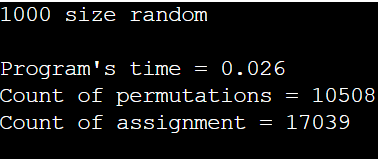 1000 size random
Program's time = 0.026
Count of permutations = 10508
Count of assignment = 17039